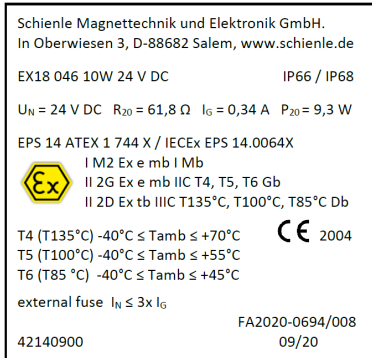 Schienle Magnettechnik und Elektronik GmbH.
In Oberwiesen 3, D-88682 Salem, www.schienle.de
EX18 046 10W 24 V DC IP66 / IP68
U_N = 24 V DC R₂₀ = 61,8 Ω I_G = 0,34 A P₂₀ = 9,3 W
EPS 14 ATEX 1 744 X / IECEx EPS 14.0064X
I M2 Ex e mb I Mb
Ex
II 2G Ex e mb IIC T4, T5, T6 Gb
II 2D Ex tb IIIC T135°C, T100°C, T85°C Db
T4 (T135°C) -40°C ≤ Tamb ≤ +70°C CE 2004
T5 (T100°C) -40°C ≤ Tamb ≤ +55°C
T6 (T85 °C) -40°C ≤ Tamb ≤ +45°C
external fuse I_N ≤ 3x I_G
FA2020-0694/008
42140900 09/20